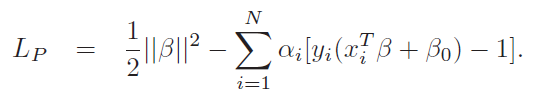 $$L_P = \frac{1}{2}||\beta||^2 - \sum_{i=1}^{N} \alpha_i[y_i(x_i^T\beta + \beta_0) - 1].$$